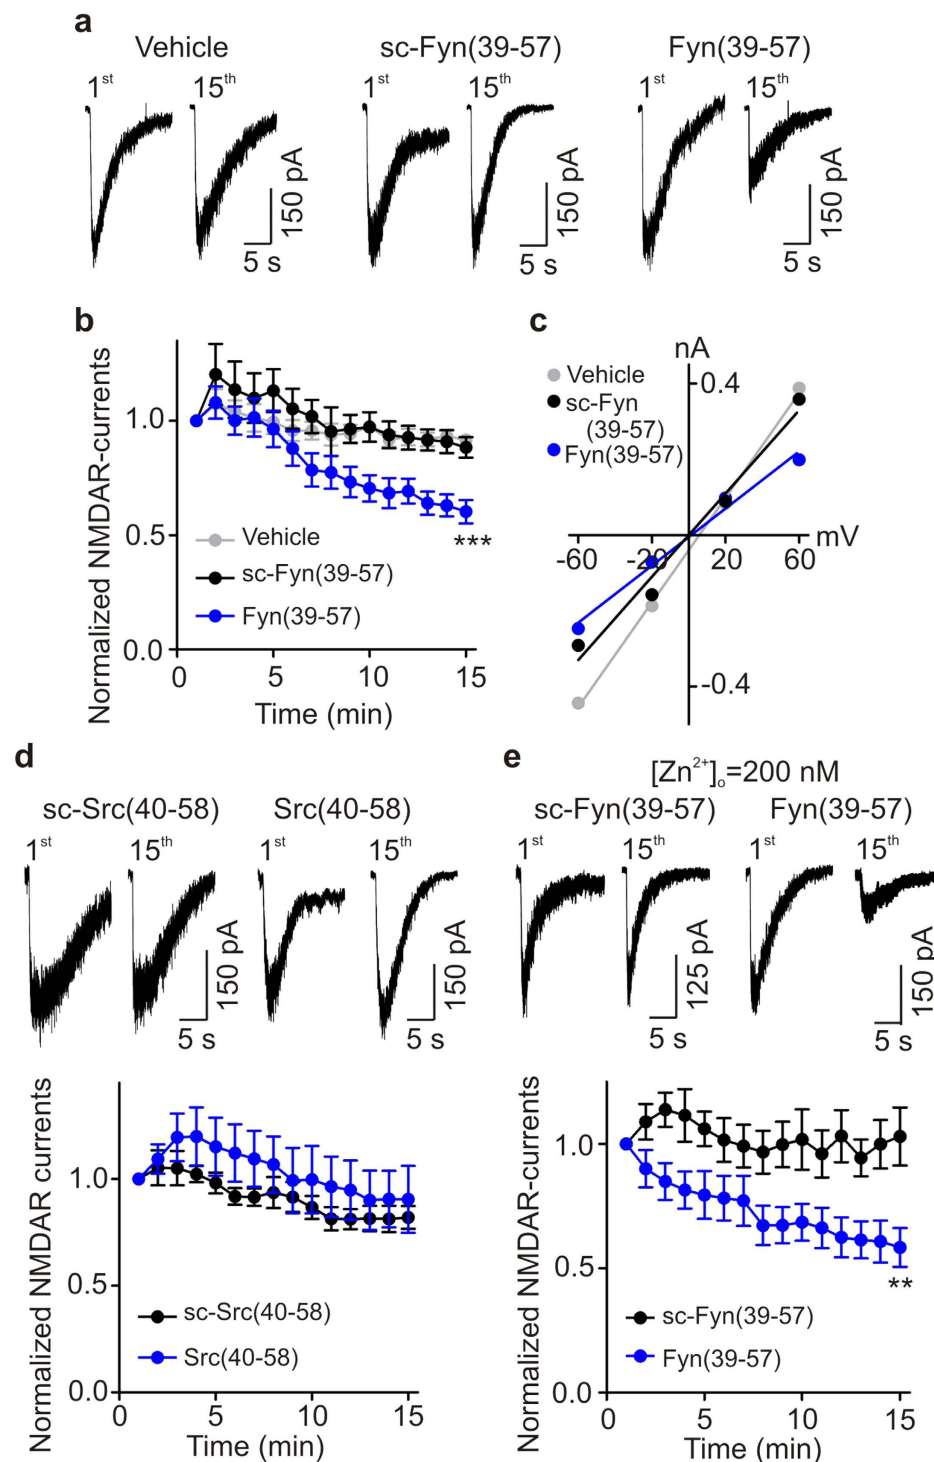 a
Vehicle
sc-Fyn(39-57)
Fyn(39-57)
1st
15th
1st
15th
1st
15th
150 pA
5 s
150 pA
5 s
150 pA
5 s
b
Normalized NMDAR-currents
1.0
0.5
0.0
Vehicle
sc-Fyn(39-57)
Fyn(39-57)
***
0
5
10
15
Time (min)
c
nA
Vehicle
sc-Fyn
(39-57)
Fyn(39-57)
0.4
mV
-60
-20
20
60
-0.4
d
sc-Src(40-58)
Src(40-58)
1st
15th
1st
15th
150 pA
5 s
150 pA
5 s
Normalized NMDAR currents
1.0
0.5
0.0
sc-Src(40-58)
Src(40-58)
0
5
10
15
Time (min)
e
[Zn2+]o=200 nM
sc-Fyn(39-57)
Fyn(39-57)
1st
15th
1st
15th
125 pA
5 s
150 pA
5 s
Normalized NMDAR-currents
1.0
0.5
0.0
**
sc-Fyn(39-57)
Fyn(39-57)
0
5
10
15
Time (min)